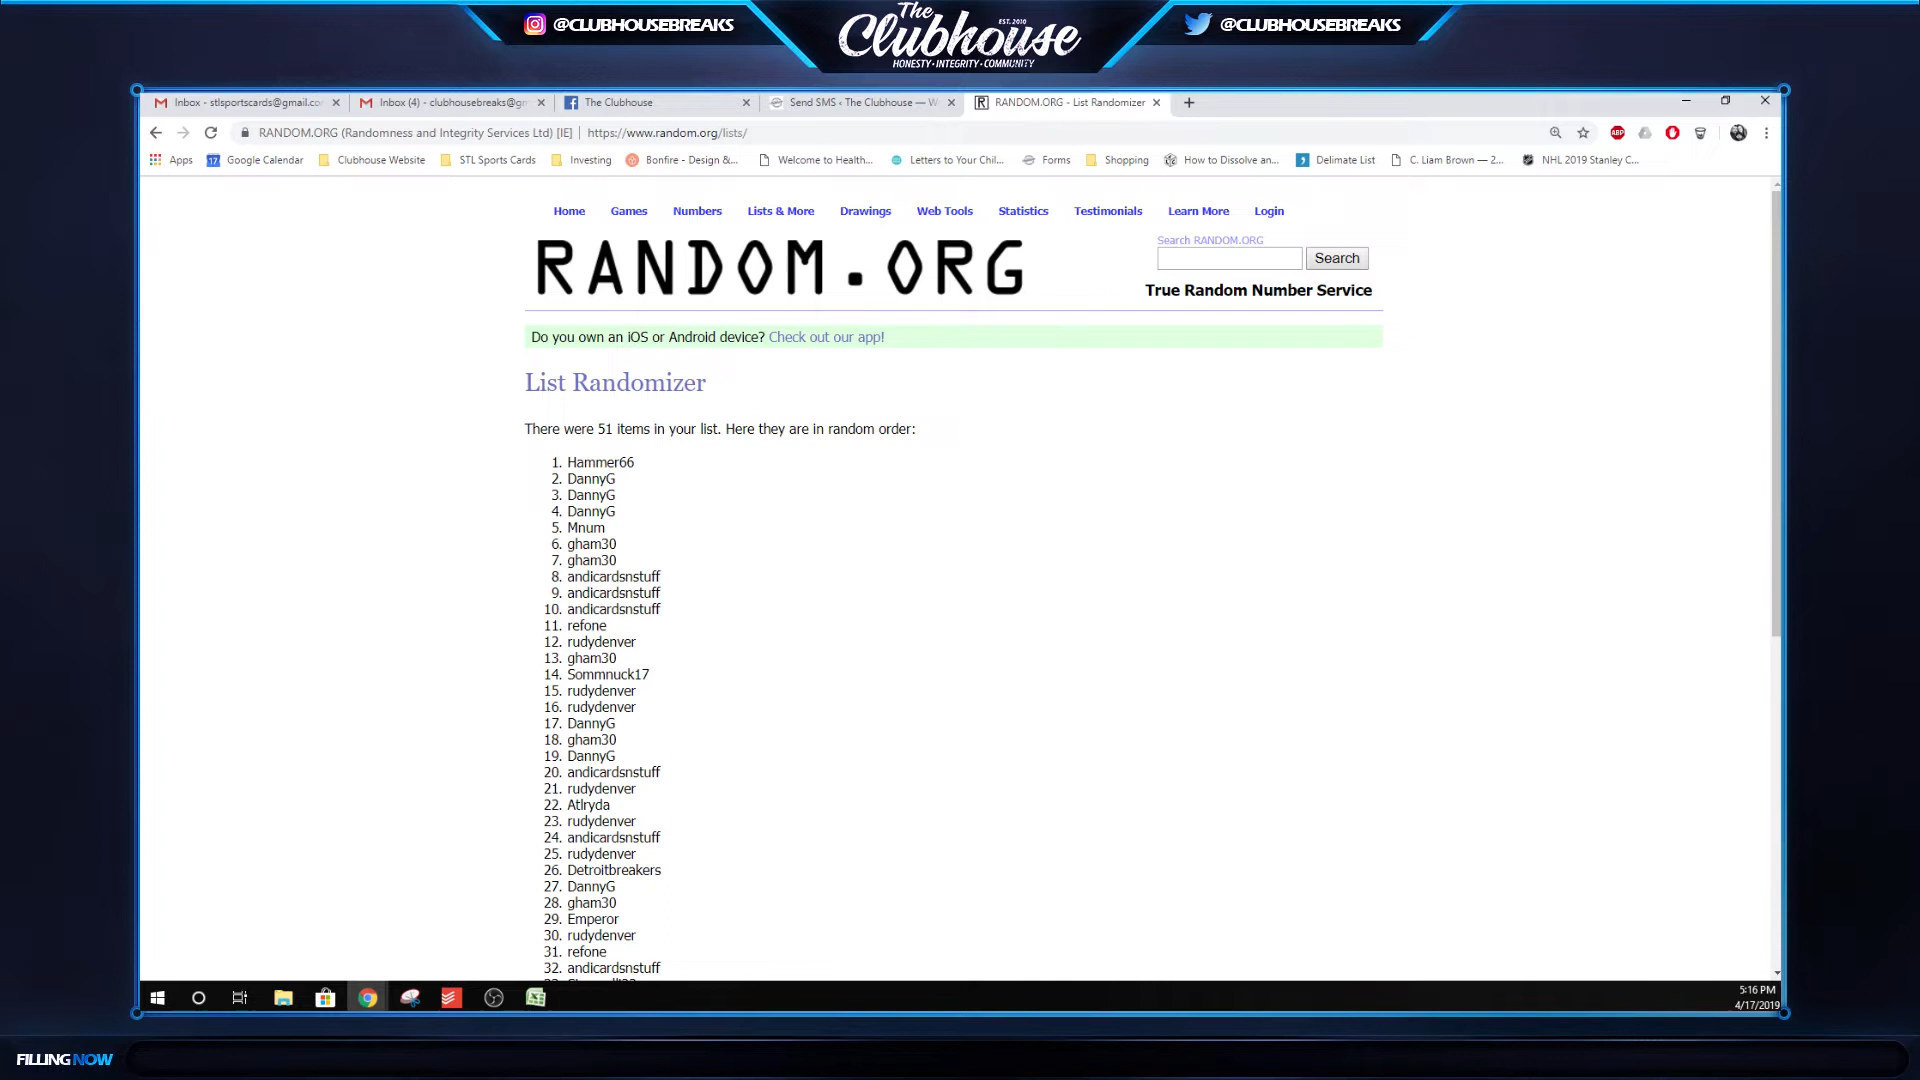 @CLUBHOUSEBREAKS
The
Clubhouse
EST. 2010
HONESTY • INTEGRITY • COMMUNITY
@CLUBHOUSEBREAKS
Inbox - stlsportscards@gmail.co
Inbox (4) - clubhousebreaks@gm
The Clubhouse
Send SMS ‹ The Clubhouse — W
RANDOM.ORG - List Randomizer
RANDOM.ORG (Randomness and Integrity Services Ltd) [IE] | https://www.random.org/lists/
Apps
Google Calendar
Clubhouse Website
STL Sports Cards
Investing
Bonfire - Design &...
Welcome to Health...
Letters to Your Chil...
Forms
Shopping
How to Dissolve an...
Delimate List
C. Liam Brown — 2...
NHL 2019 Stanley C...
Home Games Numbers Lists & More Drawings Web Tools Statistics Testimonials Learn More Login
RANDOM.ORG
Search RANDOM.ORG
Search
True Random Number Service
Do you own an iOS or Android device? Check out our app!
List Randomizer
There were 51 items in your list. Here they are in random order:
1. Hammer66
2. DannyG
3. DannyG
4. DannyG
5. Mnum
6. gham30
7. gham30
8. andicardsnstuff
9. andicardsnstuff
10. andicardsnstuff
11. refone
12. rudydenver
13. gham30
14. Sommnuck17
15. rudydenver
16. rudydenver
17. DannyG
18. gham30
19. DannyG
20. andicardsnstuff
21. rudydenver
22. Atlryda
23. rudydenver
24. andicardsnstuff
25. rudydenver
26. Detroitbreakers
27. DannyG
28. gham30
29. Emperor
30. rudydenver
31. refone
32. andicardsnstuff
5:16 PM
4/17/2019
FILLING NOW